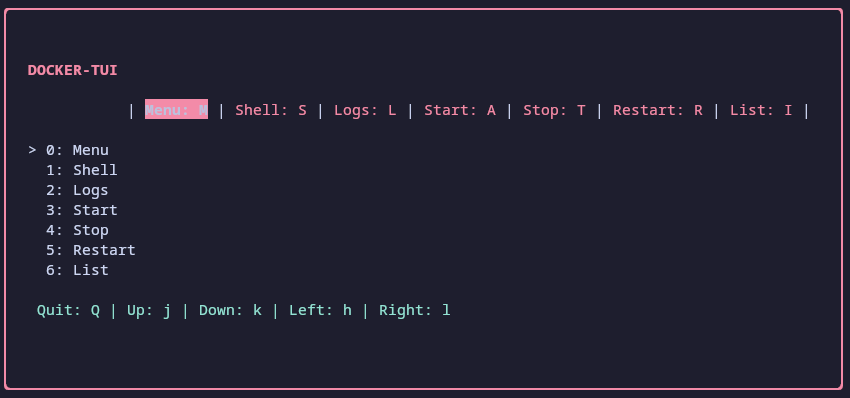 DOCKER-TUI
| Menu: M | Shell: S | Logs: L | Start: A | Stop: T | Restart: R | List: I |
> 0: Menu
1: Shell
2: Logs
3: Start
4: Stop
5: Restart
6: List
Quit: Q | Up: j | Down: k | Left: h | Right: l